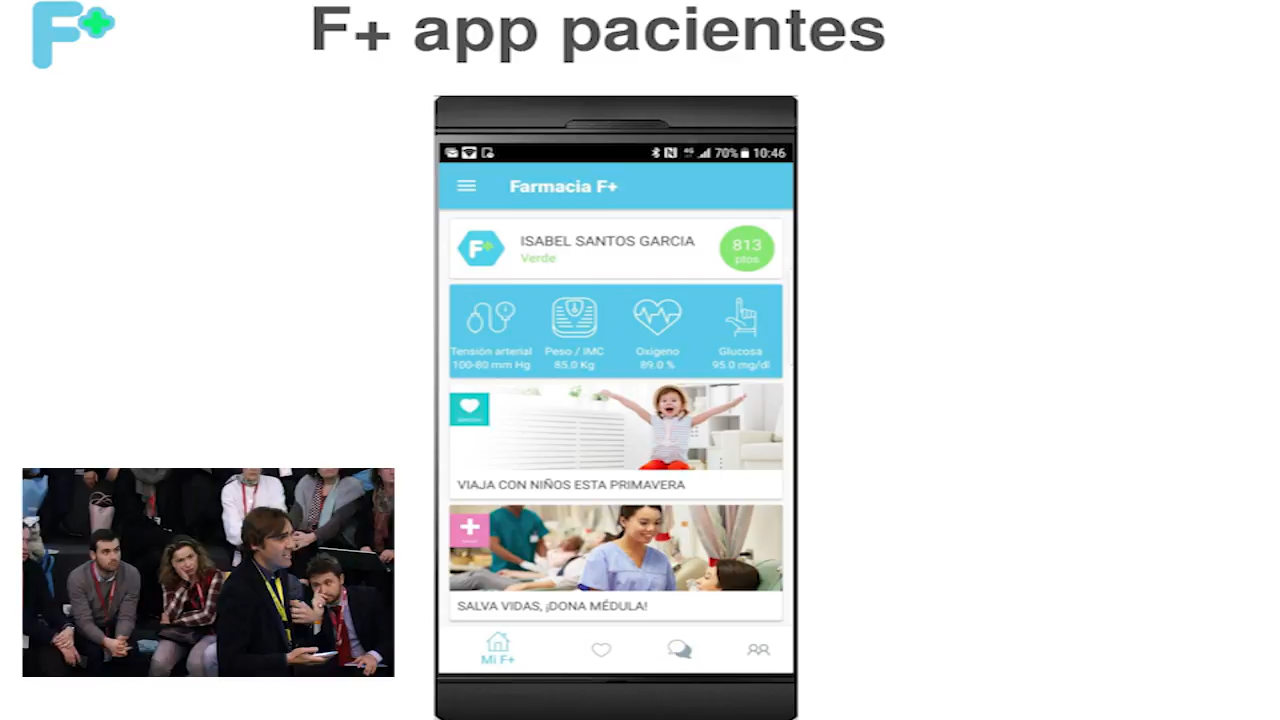 F+
F+ app pacientes
70% 10:46
Farmacia F+
F+
ISABEL SANTOS GARCIA
Verde
813
ptos
Tensión arterial
100-80 mm Hg
Peso / IMC
85.0 Kg
Oxigeno
89.0 %
Glucosa
95.0 mg/dl
VIAJA CON NIÑOS ESTA PRIMAVERA
SALVA VIDAS, ¡DONA MÉDULA!
Mi F+